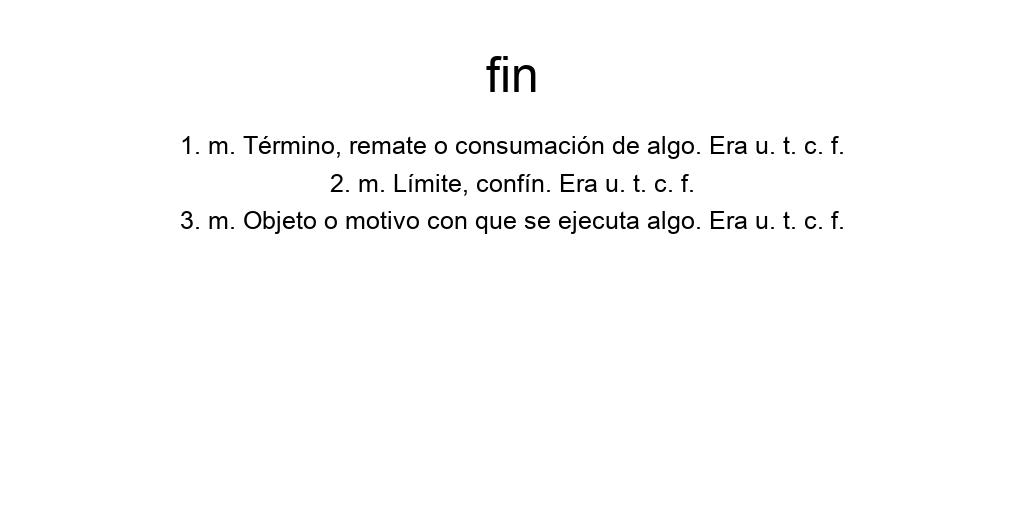 fin
1. m. Término, remate o consumación de algo. Era u. t. c. f.
2. m. Límite, confín. Era u. t. c. f.
3. m. Objeto o motivo con que se ejecuta algo. Era u. t. c. f.